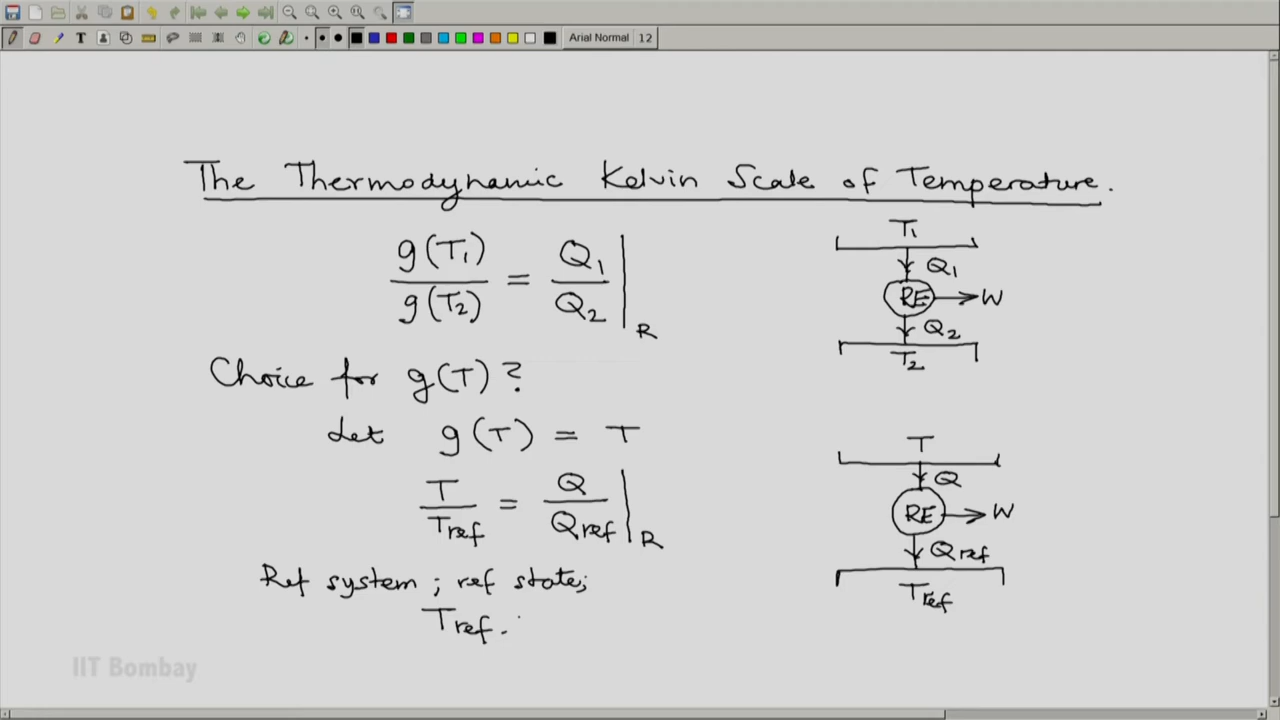 Arial Normal 12
The Thermodynamic Kelvin Scale of Temperature.
g(T₁)/g(T₂) = Q₁/Q₂|R
T₁
Q₁
RE W
Q₂
T₂
Choice for g(T)?
Let g(T) = T
T/Tref = Q/Qref|R
T
Q
RE W
Qref
Tref
Ref system; ref state;
Tref.
IIT Bombay